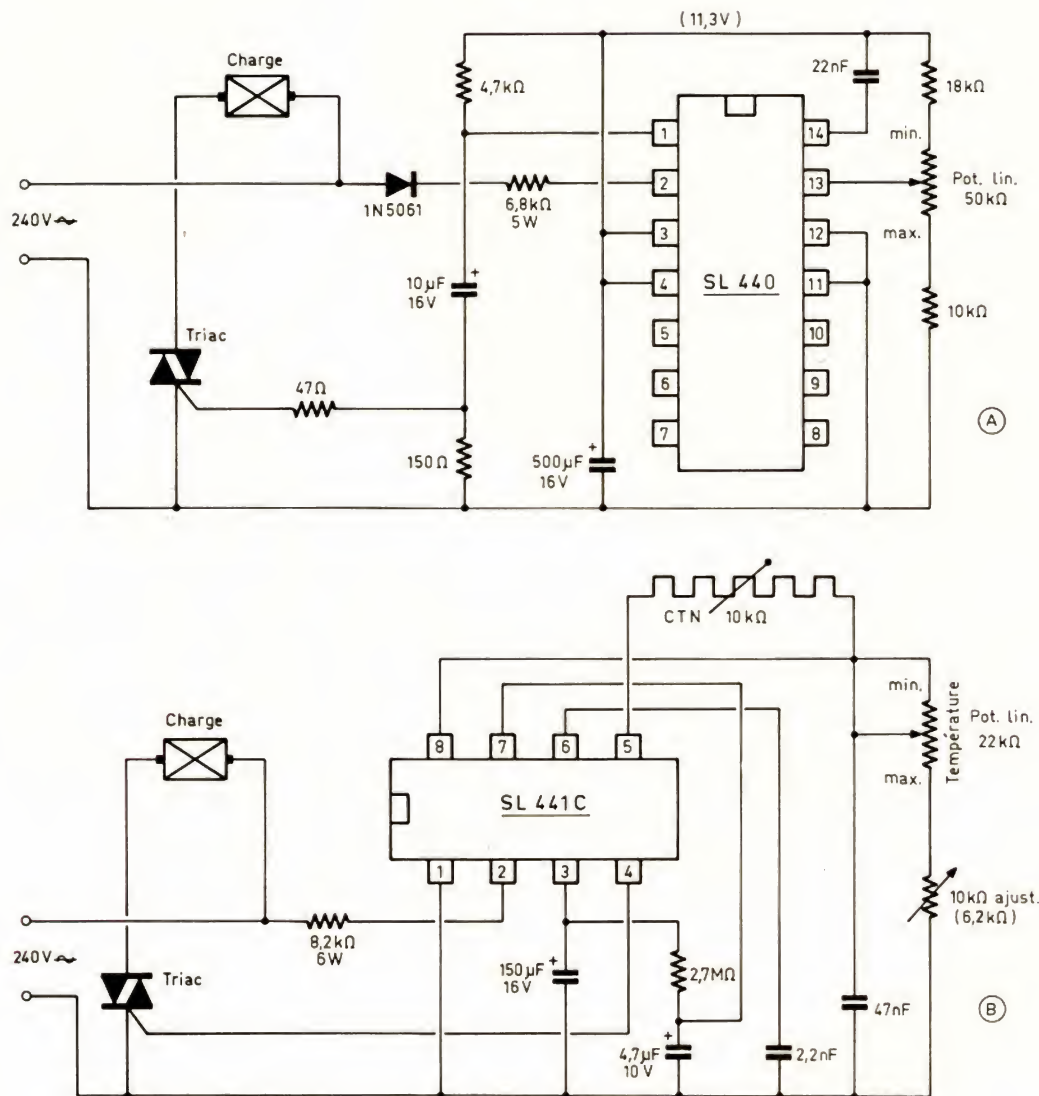 (11,3V)
Charge
4,7kΩ
22nF
18kΩ
min.
1
14
240V~
1N5061
6,8kΩ
5W
2
13
Pot. lin.
50kΩ
3
12
max.
10µF
16V
+
4
SL 440
11
10kΩ
Triac
5
10
47Ω
6
9
A
150Ω
500µF
16V
+
7
8
CTN
10kΩ
min.
Température
Pot. lin.
22kΩ
max.
Charge
8
7
6
5
SL 441C
1
2
3
4
10kΩ ajust.
(6,2kΩ)
8,2kΩ
6W
240V~
Triac
150µF
16V
+
2,7MΩ
47nF
B
4,7µF
10V
+
2,2nF